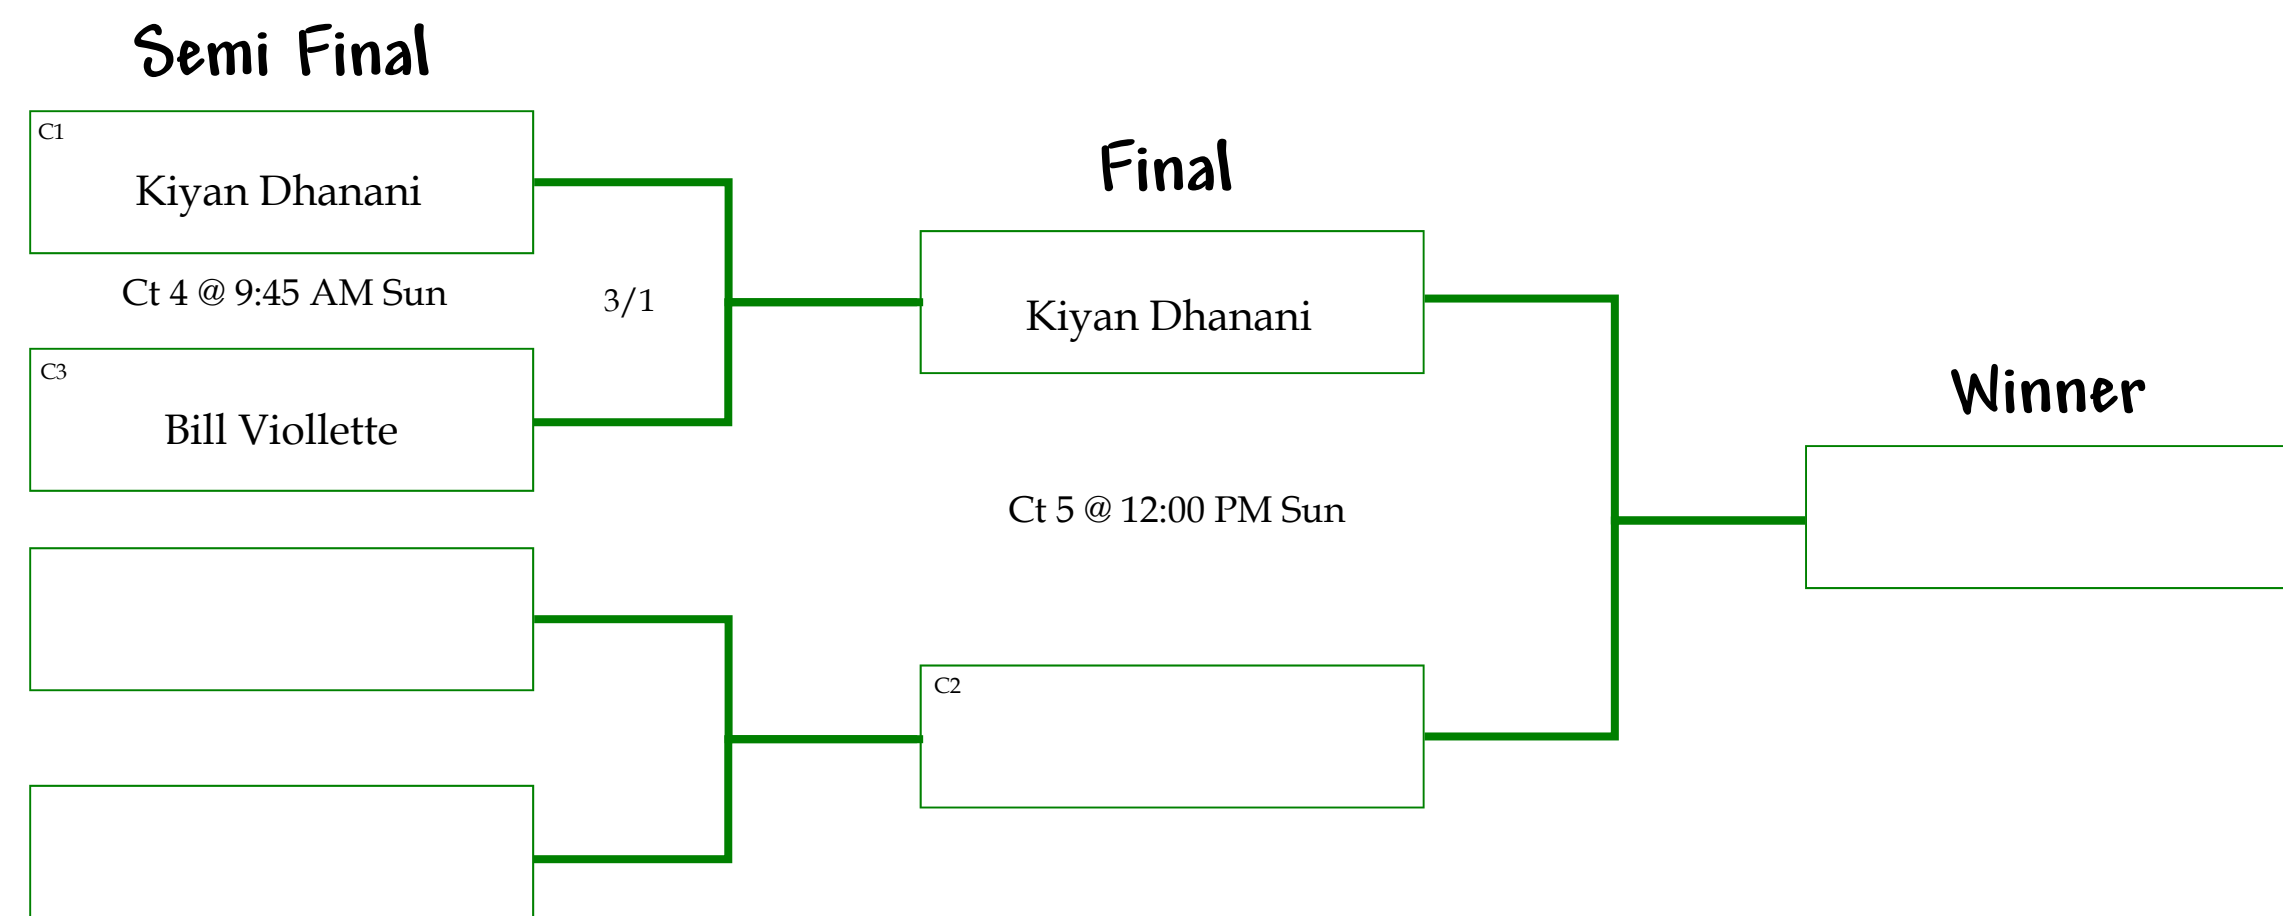 Semi Final
C1
Kiyan Dhanani
Ct 4 @ 9:45 AM Sun
3/1
C3
Bill Viollette
Final
Kiyan Dhanani
Ct 5 @ 12:00 PM Sun
C2
Winner